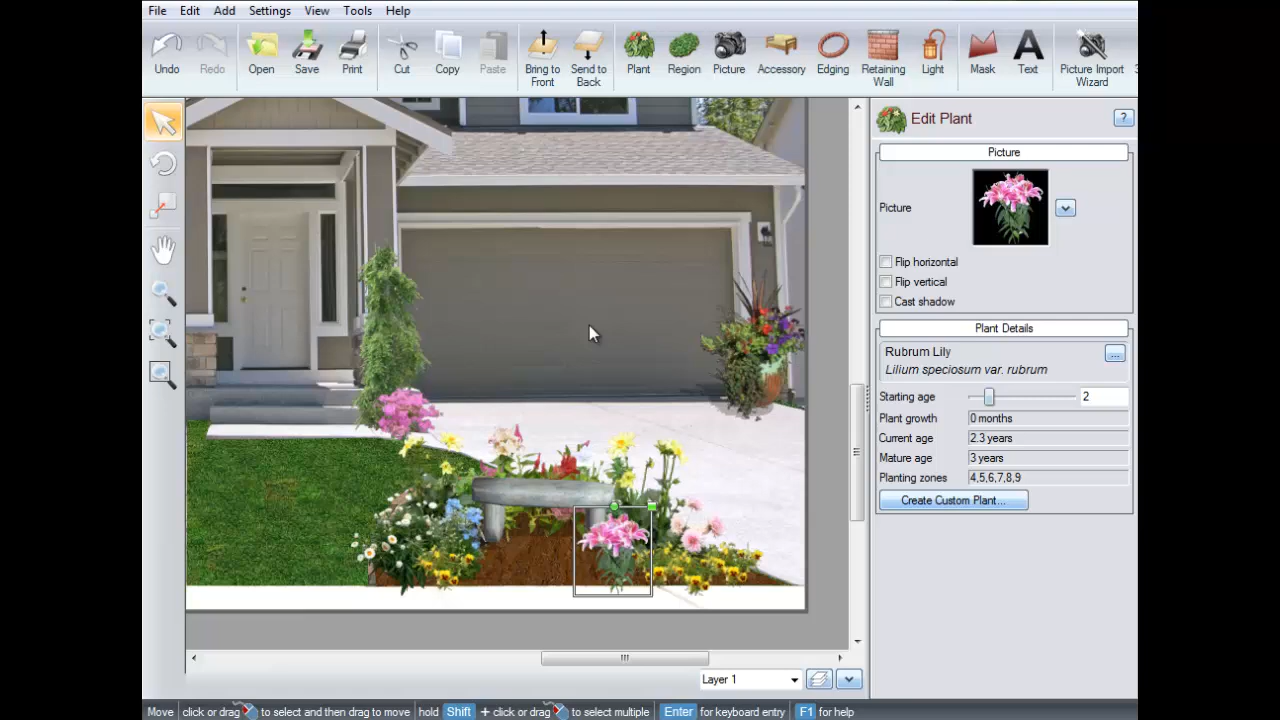 File Edit Add Settings View Tools Help
Undo Redo Open Save Print Cut Copy Paste Bring to Front Send to Back Plant Region Picture Accessory Edging Retaining Wall Light Mask Text Picture Import Wizard
Edit Plant ?
Picture
Picture
Flip horizontal
Flip vertical
Cast shadow
Plant Details
Rubrum Lily ...
Lilium speciosum var. rubrum
Starting age 2
Plant growth 0 months
Current age 2.3 years
Mature age 3 years
Planting zones 4,5,6,7,8,9
Create Custom Plant...
Layer 1
Move click or drag to select and then drag to move hold Shift + click or drag to select multiple Enter for keyboard entry F1 for help